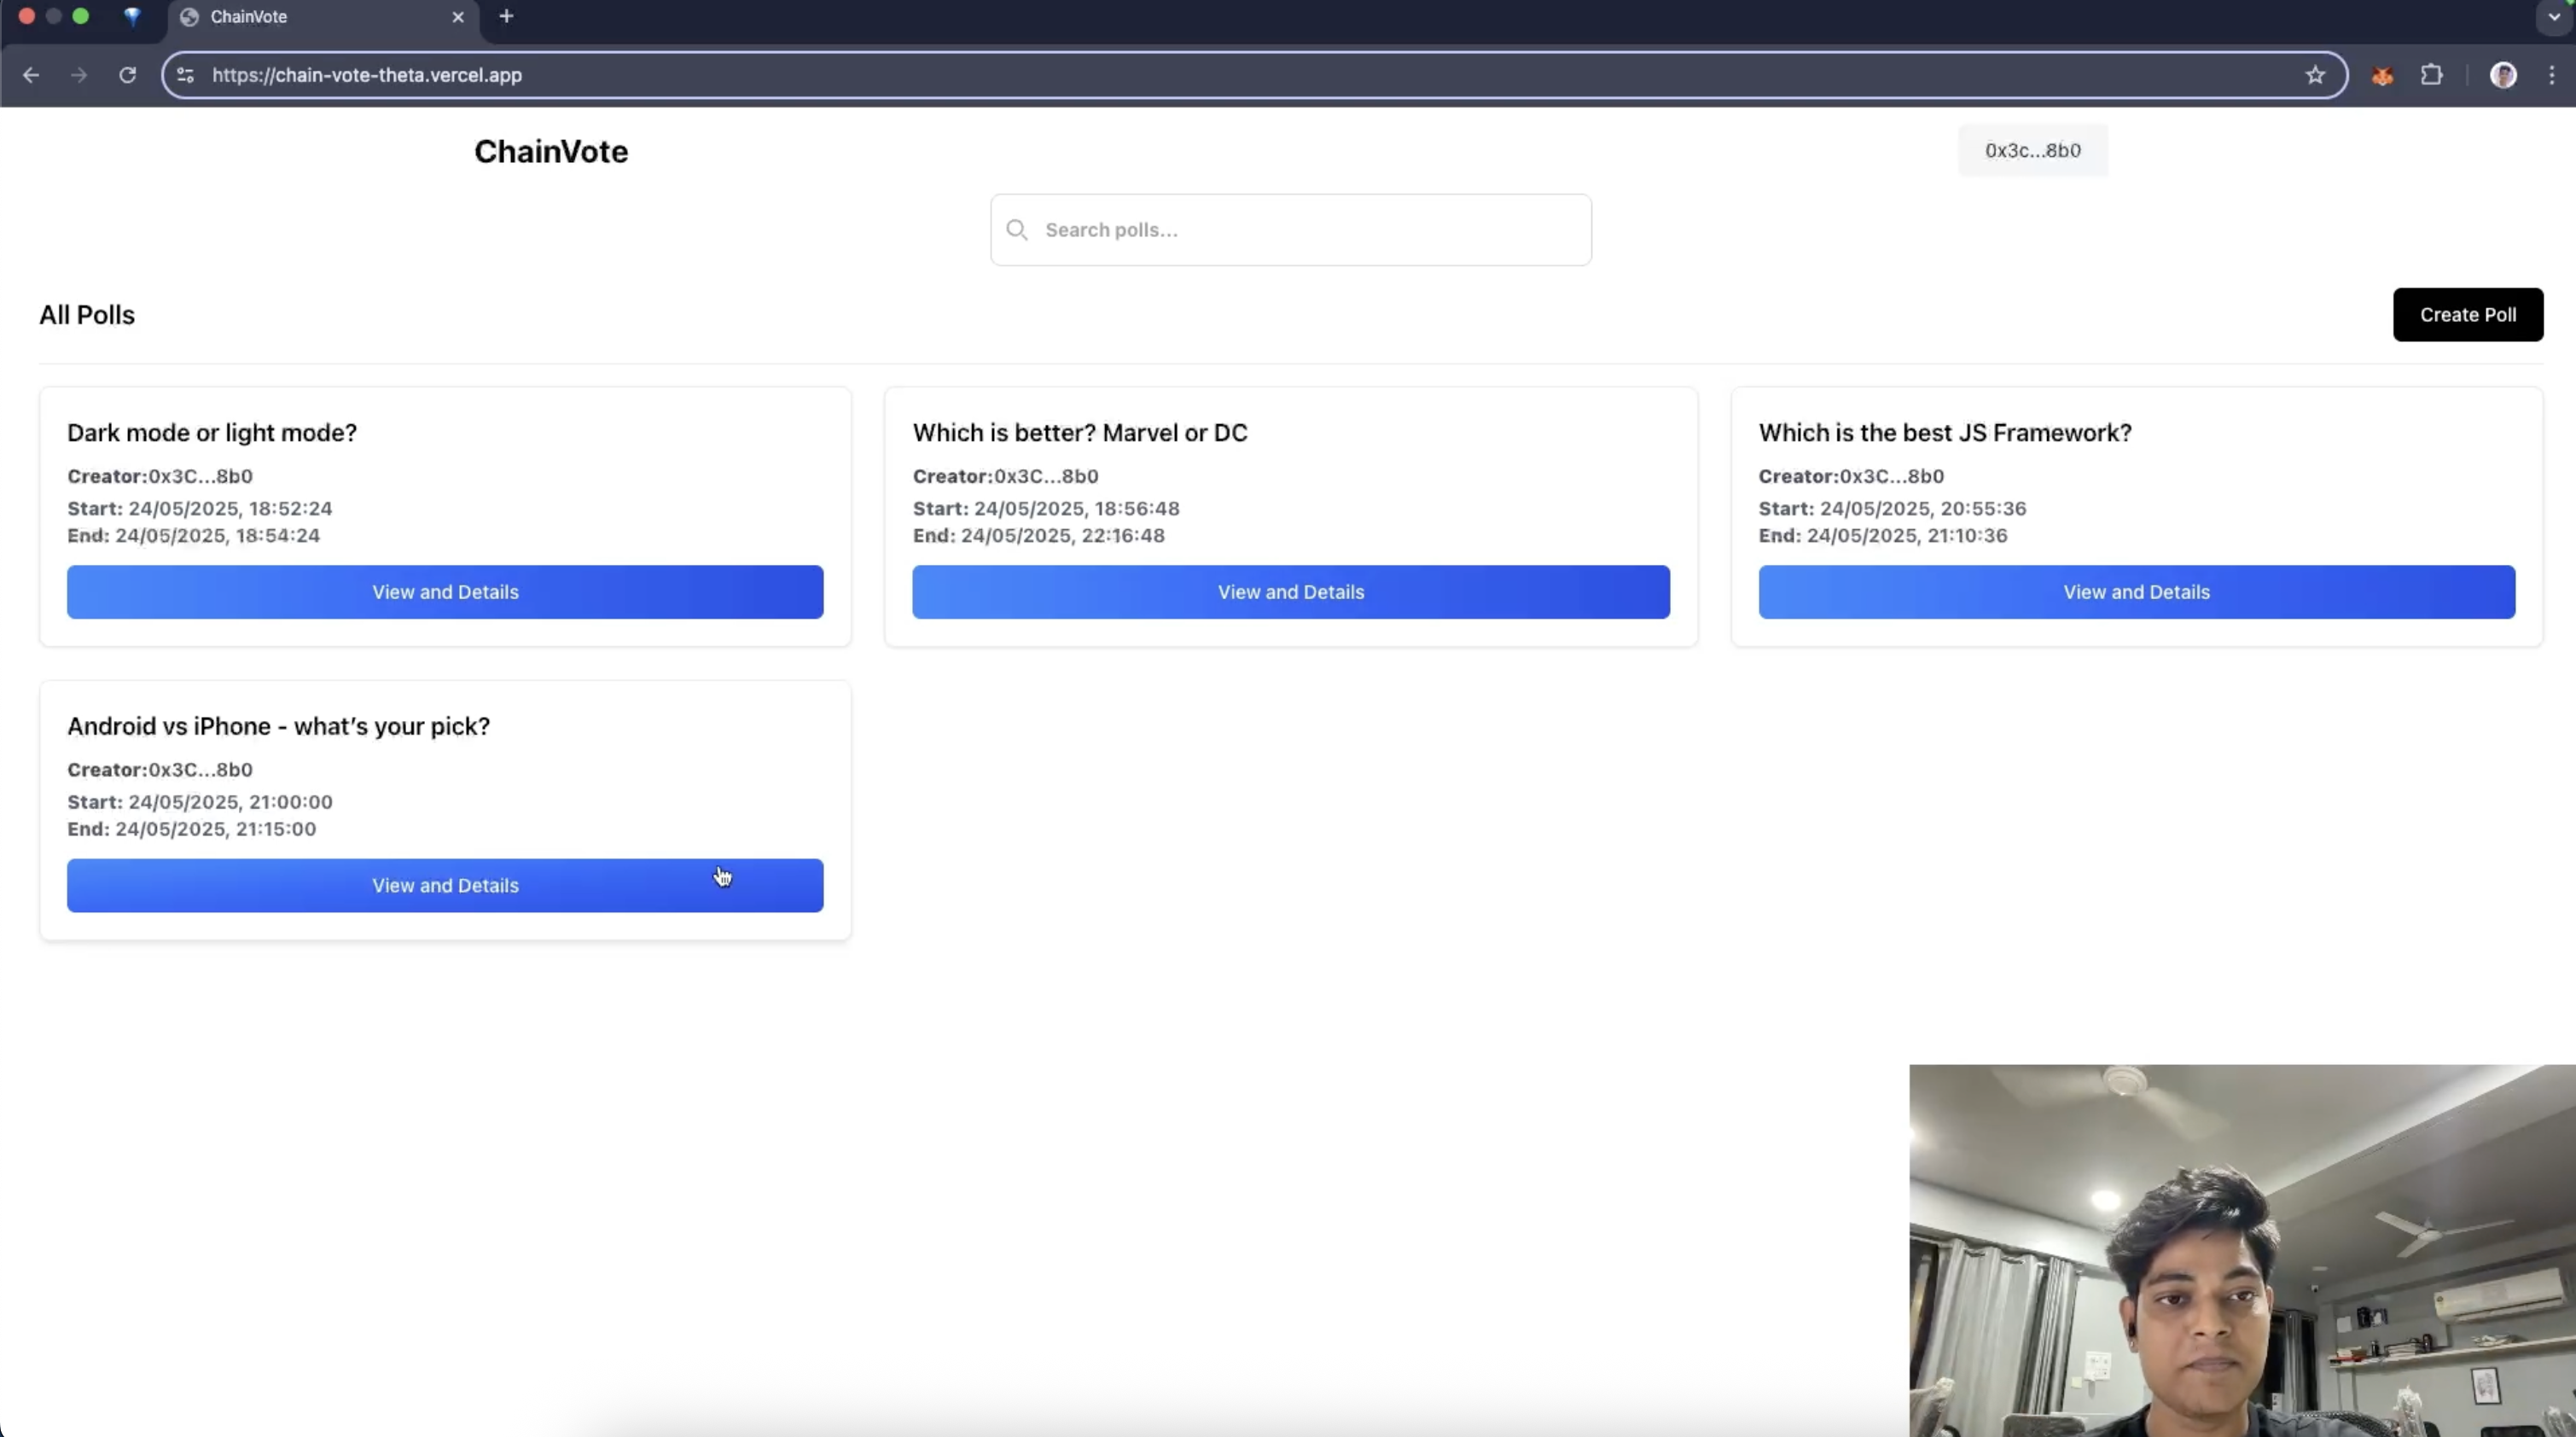 ChainVote
https://chain-vote-theta.vercel.app
ChainVote
0x3c...8b0
Search polls...
All Polls
Create Poll
Dark mode or light mode?
Creator:0x3C...8b0
Start: 24/05/2025, 18:52:24
End: 24/05/2025, 18:54:24
View and Details
Which is better? Marvel or DC
Creator:0x3C...8b0
Start: 24/05/2025, 18:56:48
End: 24/05/2025, 22:16:48
View and Details
Which is the best JS Framework?
Creator:0x3C...8b0
Start: 24/05/2025, 20:55:36
End: 24/05/2025, 21:10:36
View and Details
Android vs iPhone - what’s your pick?
Creator:0x3C...8b0
Start: 24/05/2025, 21:00:00
End: 24/05/2025, 21:15:00
View and Details